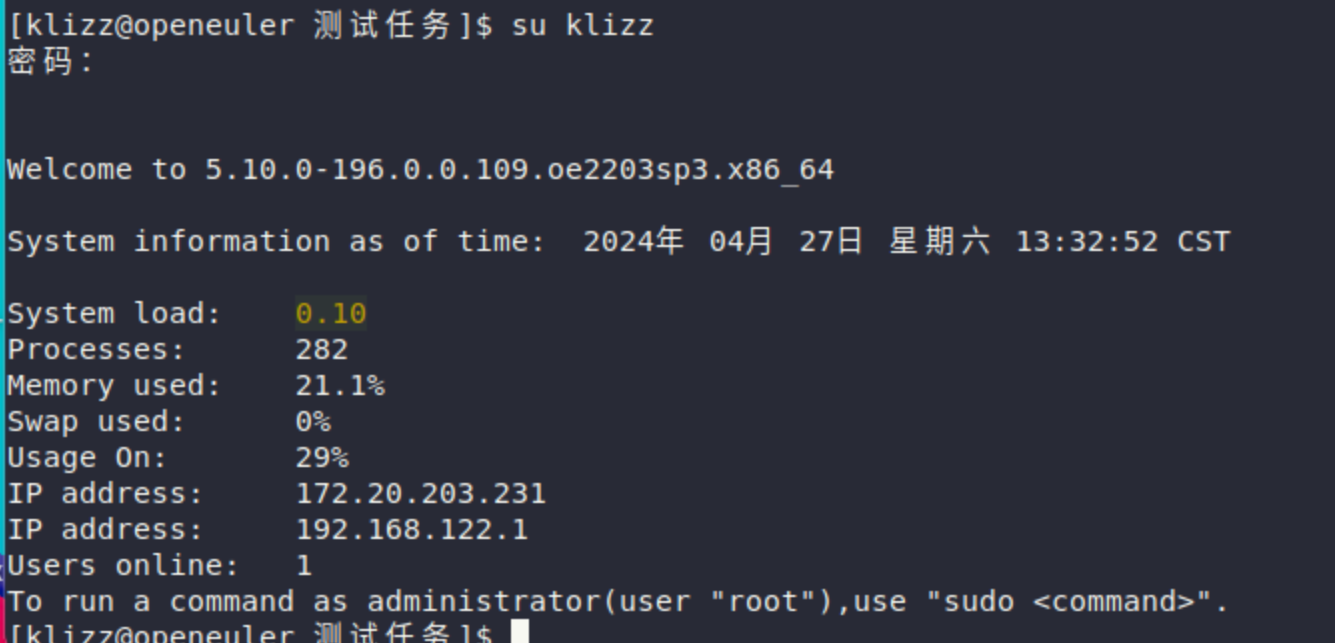 [klizz@openeuler 测试任务]$ su klizz
密码：
Welcome to 5.10.0-196.0.0.109.oe2203sp3.x86_64
System information as of time:  2024年 04月 27日 星期六 13:32:52 CST
System load:    0.10
Processes:      282
Memory used:    21.1%
Swap used:      0%
Usage On:       29%
IP address:     172.20.203.231
IP address:     192.168.122.1
Users online:   1
To run a command as administrator(user "root"),use "sudo <command>".
[klizz@openeuler 测试任务]$